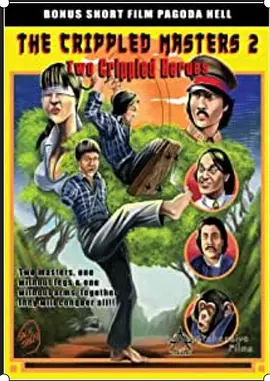 BONUS SHORT FILM PAGODA HELL
THE CRIPPLED MASTERS 2
Two Crippled Heroes
Two masters, one
without legs & one
without arms, together
they will conquer all!!!
Films